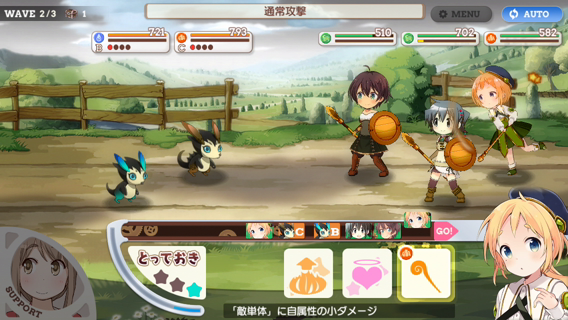 WAVE 2/3 1
通常攻撃
MENU
AUTO
721
B
793
C
510
702
582
C
B
GO!
とっておき
SUPPORT
「敵単体」に自属性の小ダメージ